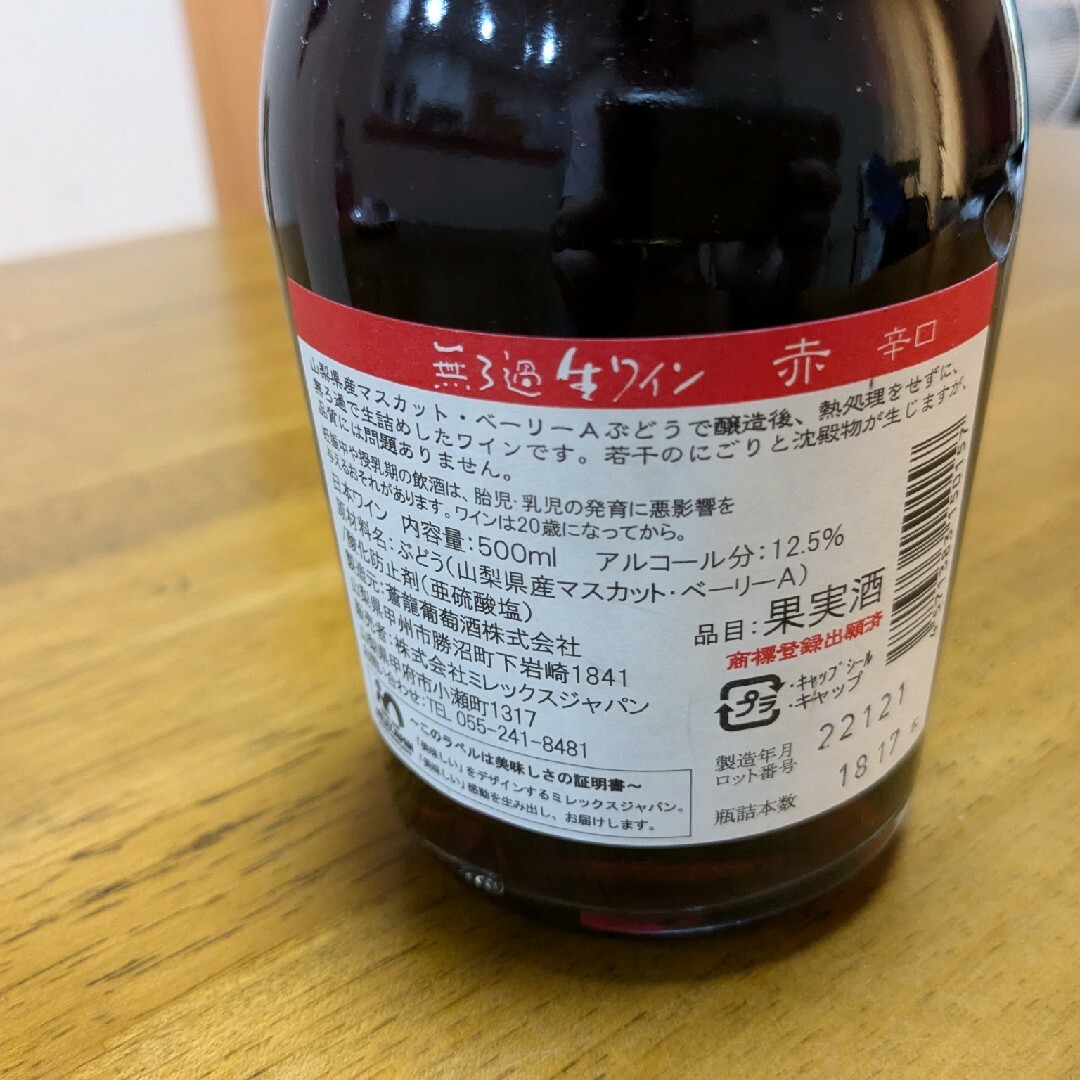 無ろ過生ワイン 赤 辛口
山梨県産マスカット・ベーリーAぶどうで醸造後、熱処理をせずに、
無ろ過で生詰めしたワインです。若干のにごりと沈殿物が生じますが、
品質には問題ありません。
妊娠中や授乳期の飲酒は、胎児・乳児の発育に悪影響を
与えるおそれがあります。ワインは20歳になってから。
日本ワイン 内容量:500ml アルコール分:12.5%
原材料名:ぶどう(山梨県産マスカット・ベーリーA)
/酸化防止剤(亜硫酸塩)
製造元:蒼龍葡萄酒株式会社
山梨県甲州市勝沼町下岩崎1841
販売者:株式会社ミレックスジャパン
山梨県甲府市小瀬町1317
お問い合わせ:TEL 055-241-8481
~このラベルは美味しさの証明書~
「美味しい」をデザインするミレックスジャパン。
「美味しい」感動を生み出し、お届けします。
品目:果実酒
商標登録出願済
プラ
・キャップシール
・キャップ
製造年月 22121
ロット番号
瓶詰本数 1817本